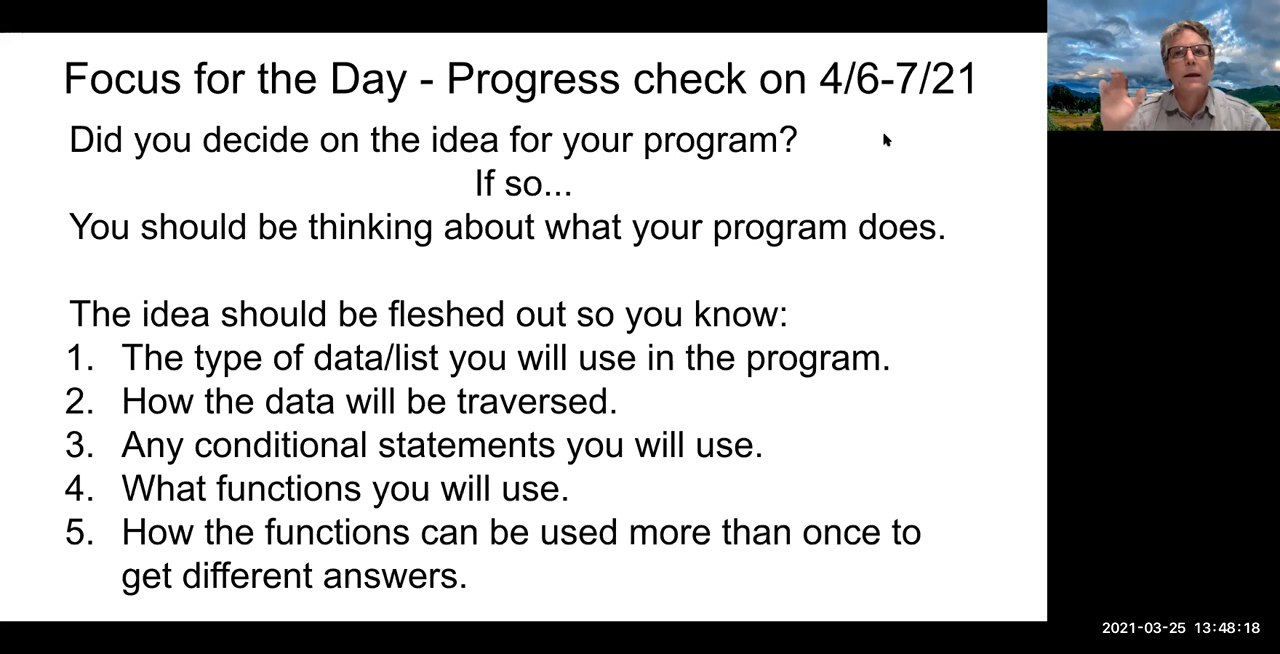 Focus for the Day - Progress check on 4/6-7/21
Did you decide on the idea for your program?
If so...
You should be thinking about what your program does.
The idea should be fleshed out so you know:
1. The type of data/list you will use in the program.
2. How the data will be traversed.
3. Any conditional statements you will use.
4. What functions you will use.
5. How the functions can be used more than once to
get different answers.
2021-03-25 13:48:18